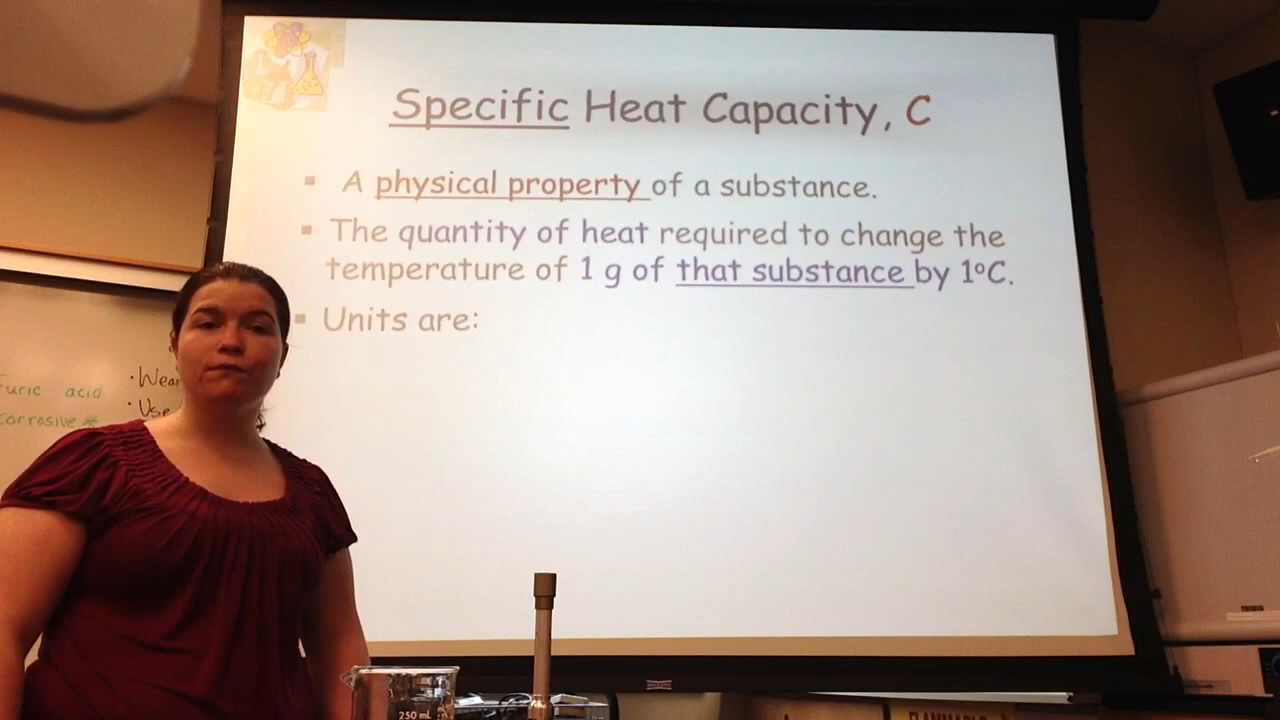 Specific Heat Capacity, C
▪ A physical property of a substance.
▪ The quantity of heat required to change the
temperature of 1 g of that substance by 1°C.
▪ Units are:
furic acid
corrosive
• Wear
• Use
250 mL
FLAMMABLE